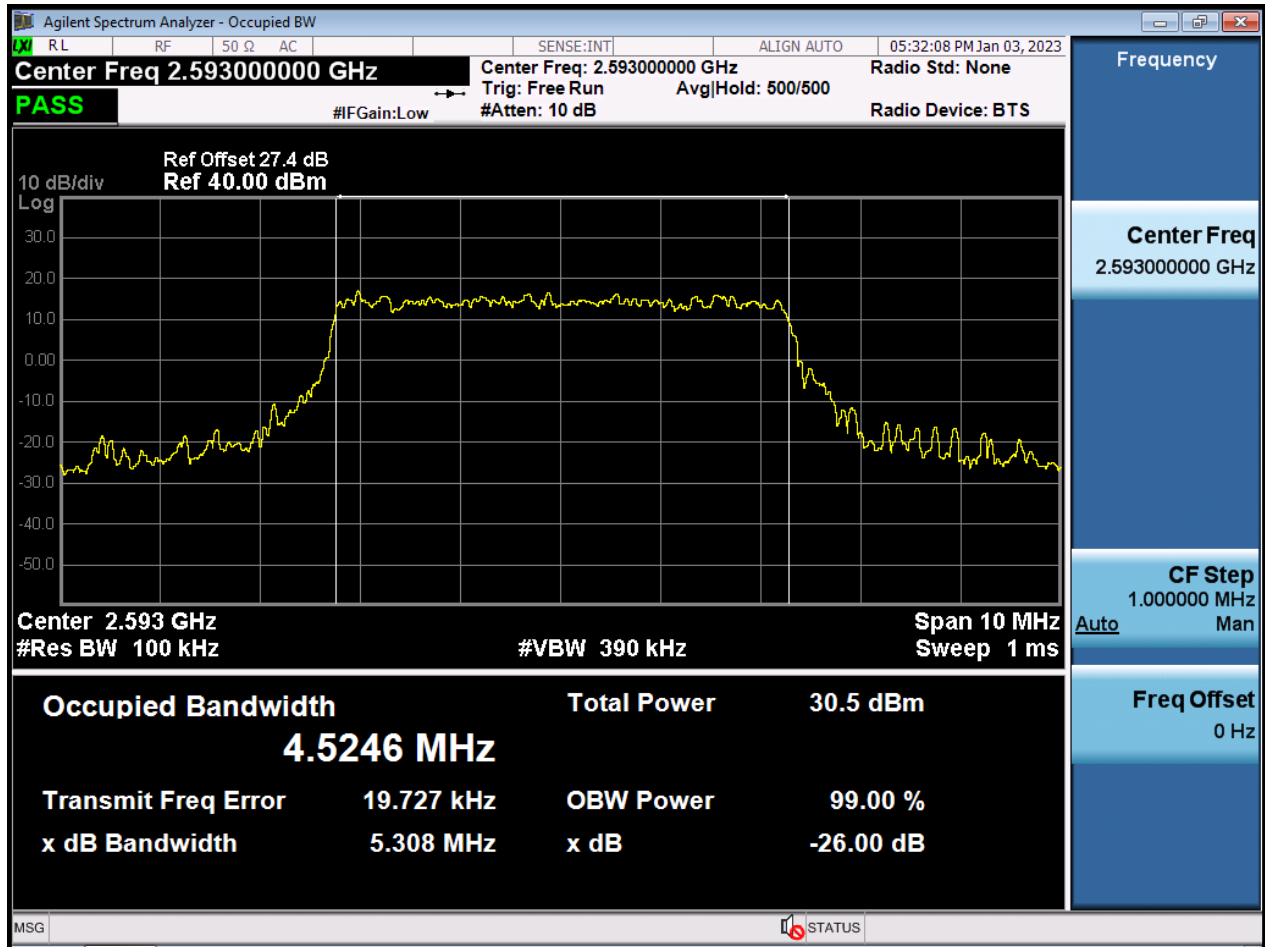 Agilent Spectrum Analyzer - Occupied BW
LXI RL RF 50 Ω AC SENSE:INT ALIGN AUTO 05:32:08 PM Jan 03, 2023
Center Freq 2.593000000 GHz
PASS
#IFGain:Low
Center Freq: 2.593000000 GHz
Trig: Free Run Avg|Hold: 500/500
#Atten: 10 dB
Radio Std: None
Radio Device: BTS
Ref Offset 27.4 dB
10 dB/div Ref 40.00 dBm
Log
30.0
20.0
10.0
0.00
-10.0
-20.0
-30.0
-40.0
-50.0
Center 2.593 GHz Span 10 MHz
#Res BW 100 kHz #VBW 390 kHz Sweep 1 ms
Occupied Bandwidth Total Power 30.5 dBm
4.5246 MHz
Transmit Freq Error 19.727 kHz OBW Power 99.00 %
x dB Bandwidth 5.308 MHz x dB -26.00 dB
Frequency
Center Freq
2.593000000 GHz
CF Step
1.000000 MHz
Auto Man
Freq Offset
0 Hz
MSG STATUS